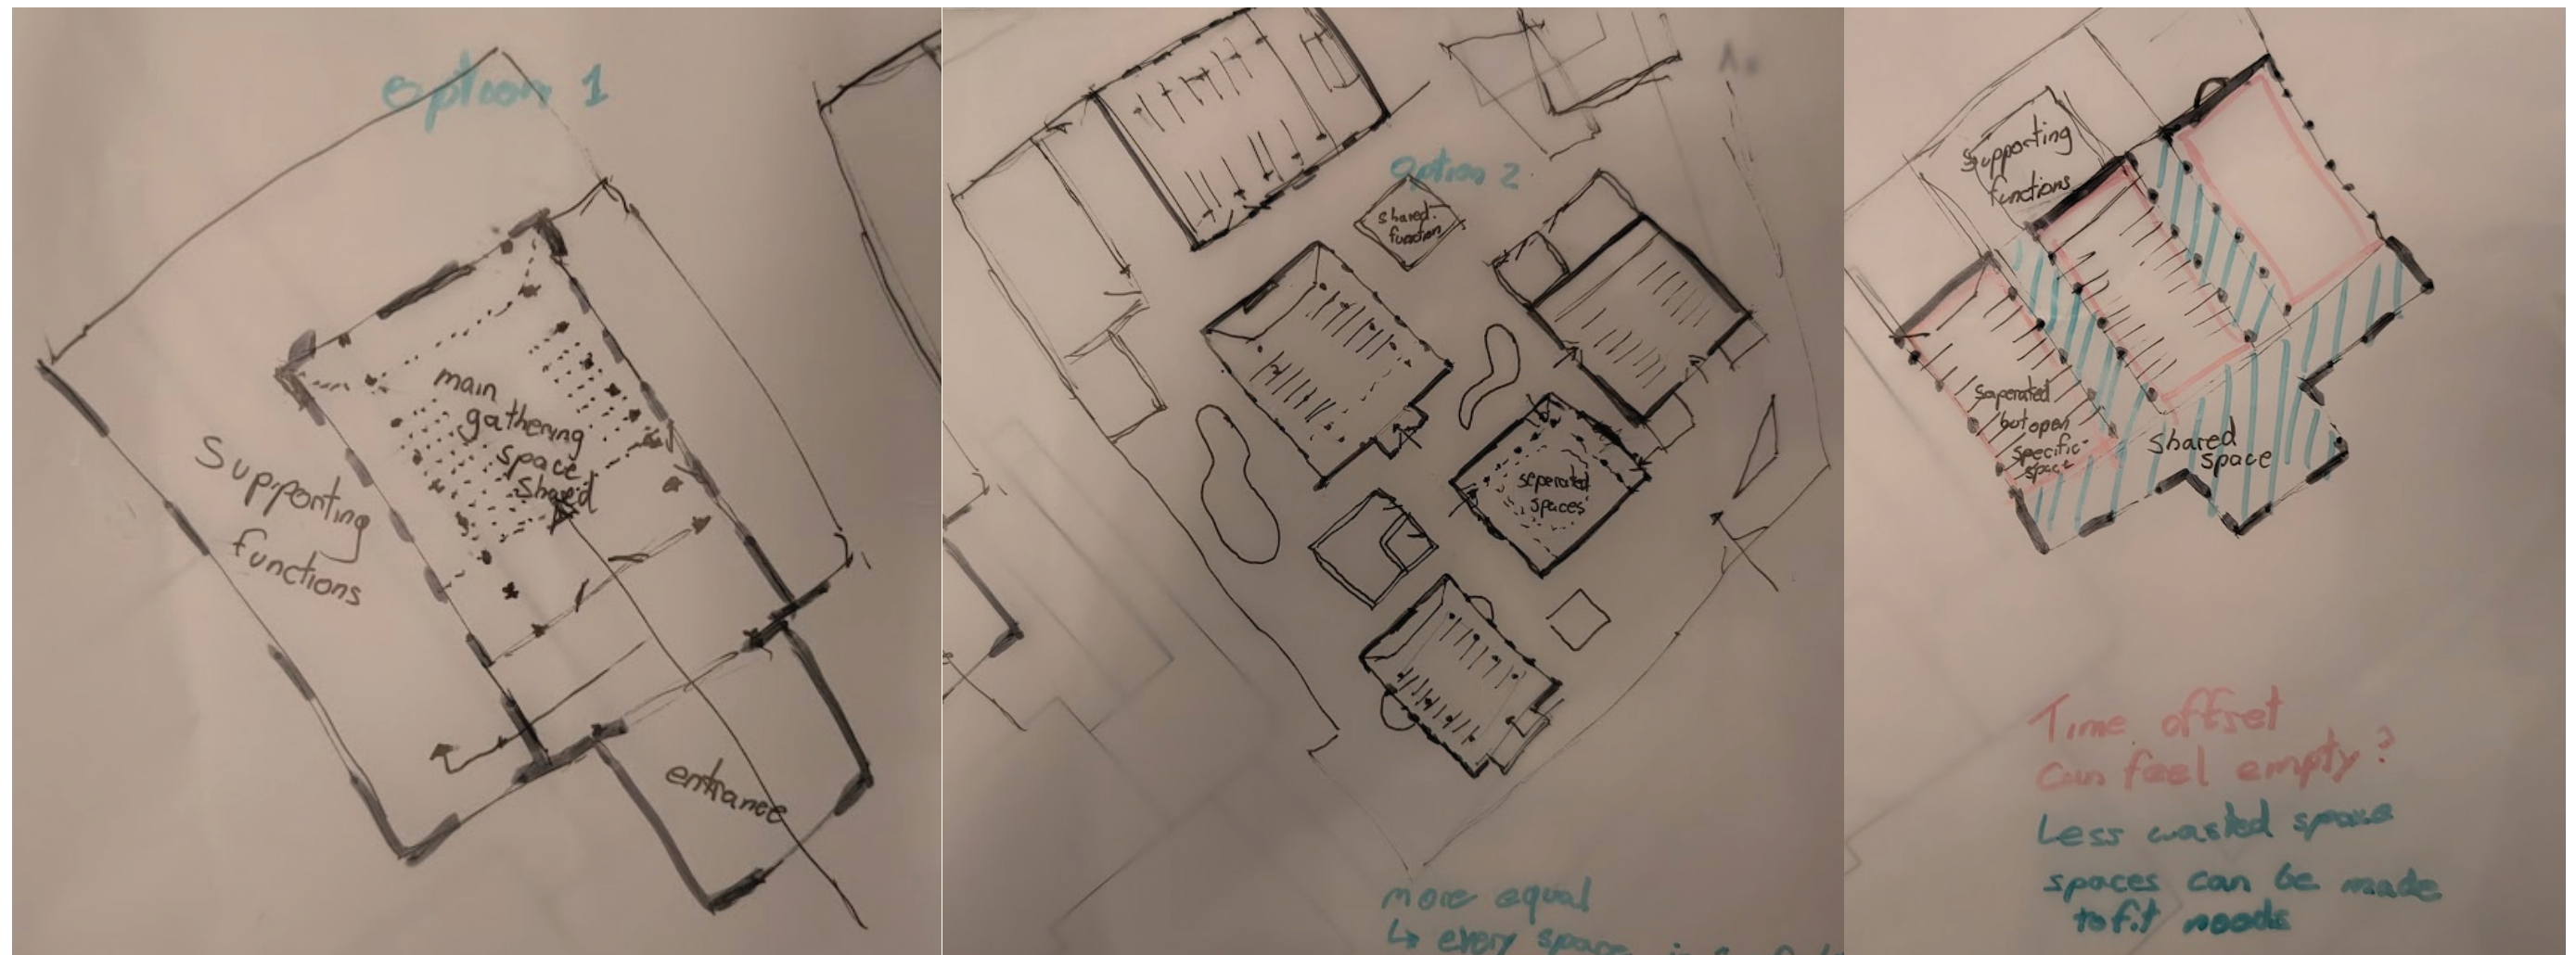 option 1
main
gathering
space
shared
Supporting
functions
entrance
option 2
shared
function
seperated
spaces
more equal
↳ every space
Supporting
functions
seperated
but open
specific
space
Shared
space
Time offset
can feel empty?
Less wasted space
spaces can be made
to fit needs